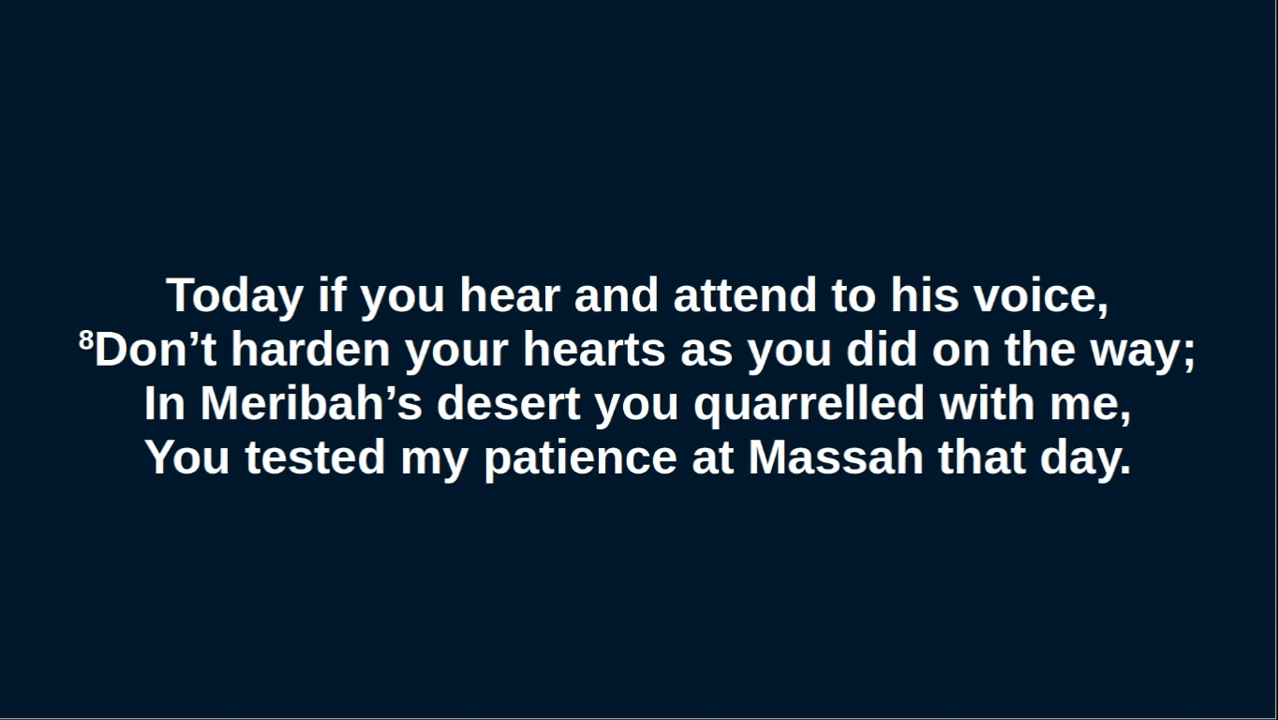 Today if you hear and attend to his voice,
⁸Don’t harden your hearts as you did on the way;
In Meribah’s desert you quarrelled with me,
You tested my patience at Massah that day.